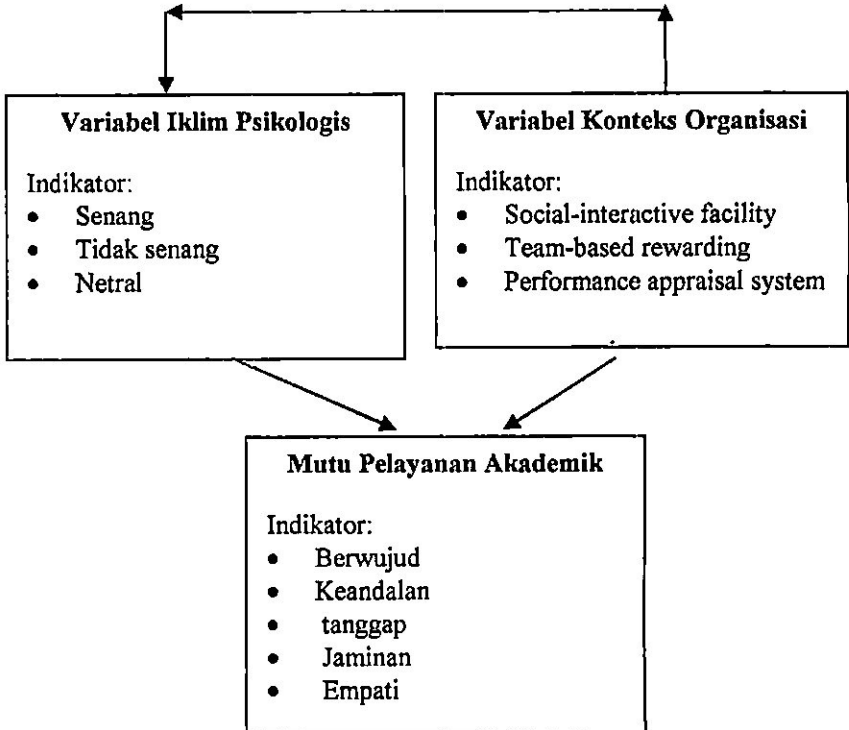 Variabel Iklim Psikologis
Indikator:
• Senang
• Tidak senang
• Netral
Variabel Konteks Organisasi
Indikator:
• Social-interactive facility
• Team-based rewarding
• Performance appraisal system
Mutu Pelayanan Akademik
Indikator:
• Berwujud
• Keandalan
• tanggap
• Jaminan
• Empati